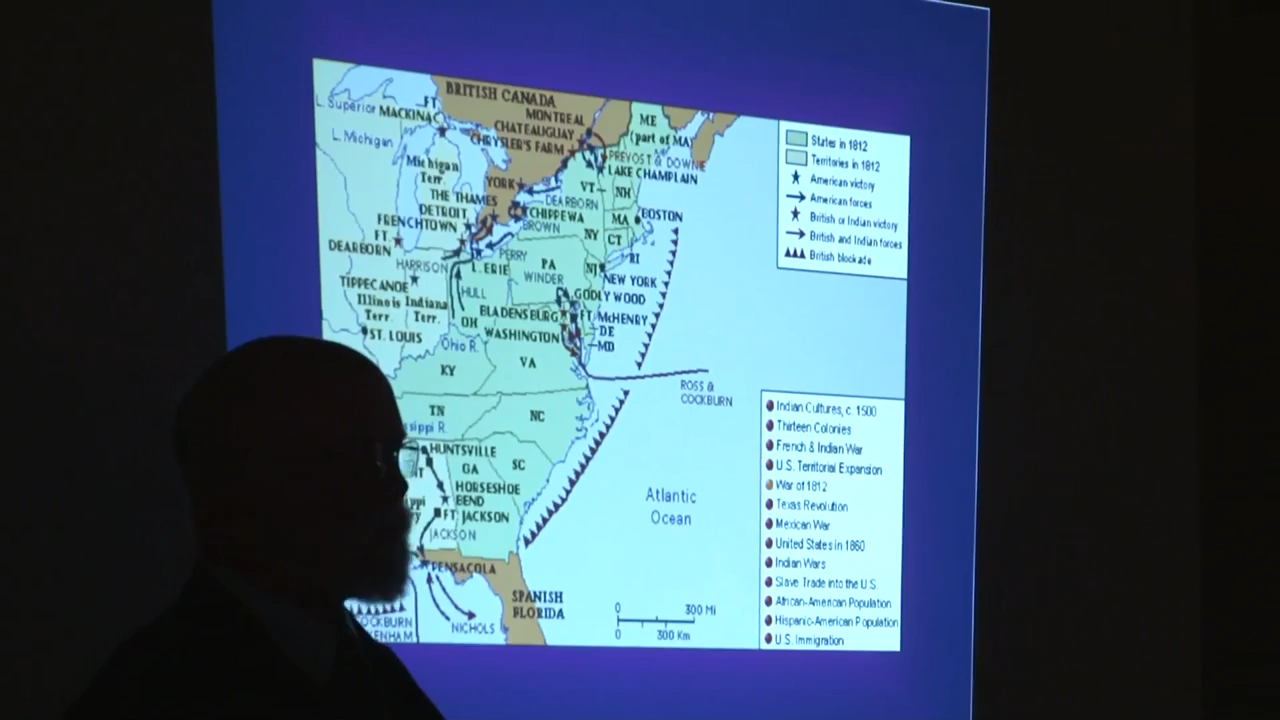 BRITISH CANADA
L. Superior
FT.
MACKINAC
MONTREAL
CHATEAUGUAY
CHRYSLER'S FARM
ME
(part of MA)
L. Michigan
Michigan
Terr.
PREVOST & DOWNE
LAKE CHAMPLAIN
YORK
VT
NH
THE THAMES
DEARBORN
DETROIT
CHIPPEWA
MA
BOSTON
FRENCHTOWN
BROWN
NY
CT
FT.
DEARBORN
PERRY
RI
HARRISON
L. ERIE
PA
NJ
WINDER
NEW YORK
TIPPECANOE
HULL
GODLY WOOD
Illinois
Terr.
Indiana
Terr.
BLADENSBURG
FT. McHENRY
OH
WASHINGTON
DE
MD
ST. LOUIS
Ohio R.
VA
KY
ROSS &
COCKBURN
TN
NC
ssippi R.
HUNTSVILLE
GA
SC
HORSESHOE
BEND
FT. JACKSON
JACKSON
PENSACOLA
Atlantic
Ocean
SPANISH
FLORIDA
NICHOLS
OCKBURN
ENHAM
0 300 Mi
0 300 Km
States in 1812
Territories in 1812
American victory
American forces
British or Indian victory
British and Indian forces
British blockade
Indian Cultures, c. 1500
Thirteen Colonies
French & Indian War
U.S. Territorial Expansion
War of 1812
Texas Revolution
Mexican War
United States in 1860
Indian Wars
Slave Trade into the U.S.
African-American Population
Hispanic-American Population
U.S. Immigration